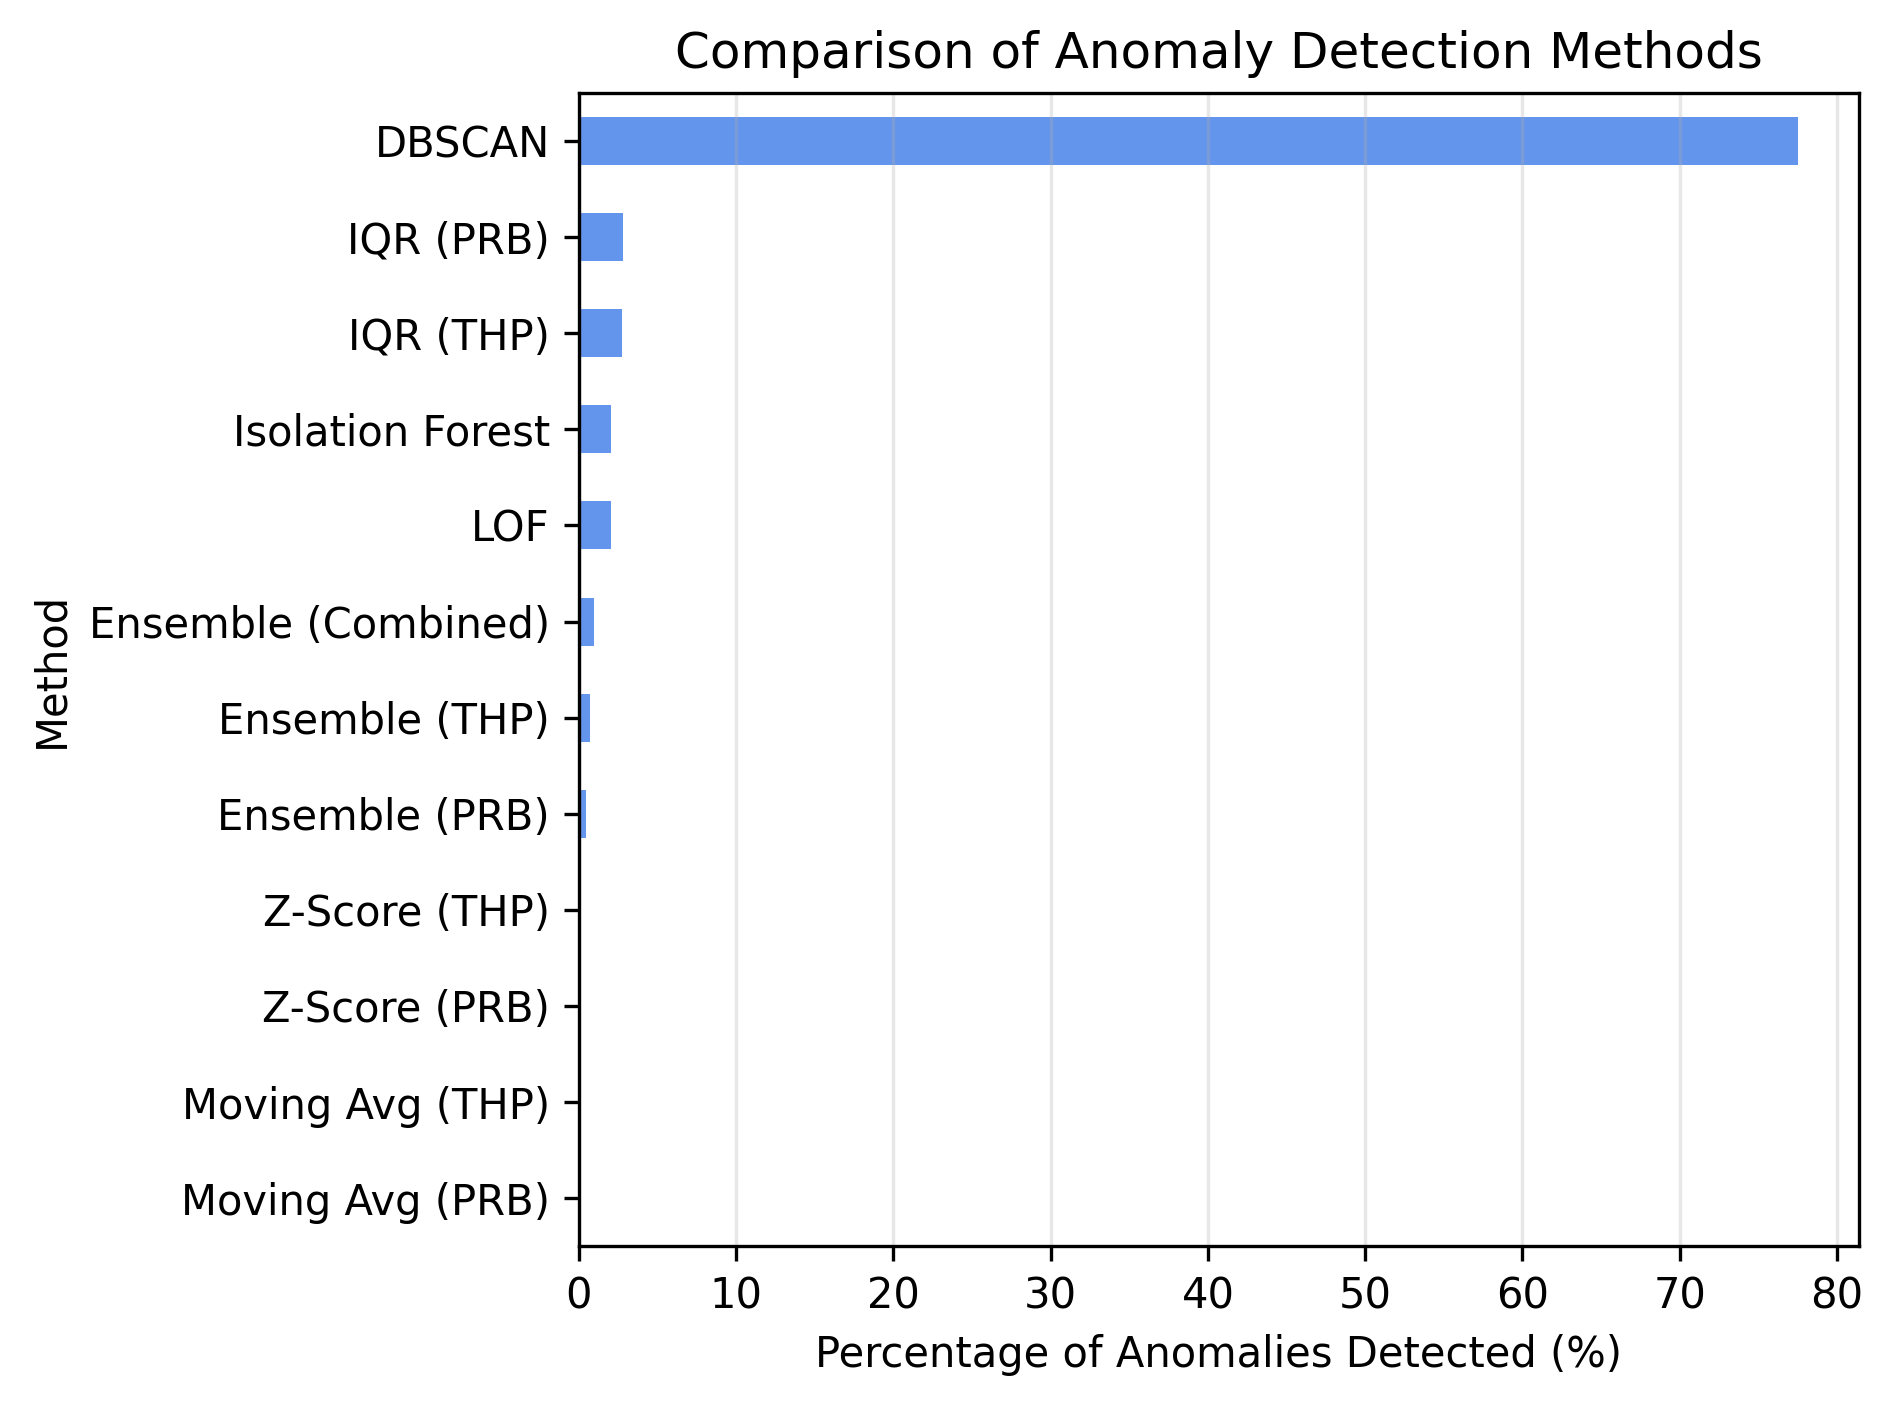 Comparison of Anomaly Detection Methods
DBSCAN
IQR (PRB)
IQR (THP)
Isolation Forest
LOF
Ensemble (Combined)
Ensemble (THP)
Ensemble (PRB)
Z-Score (THP)
Z-Score (PRB)
Moving Avg (THP)
Moving Avg (PRB)
Method
0 10 20 30 40 50 60 70 80
Percentage of Anomalies Detected (%)